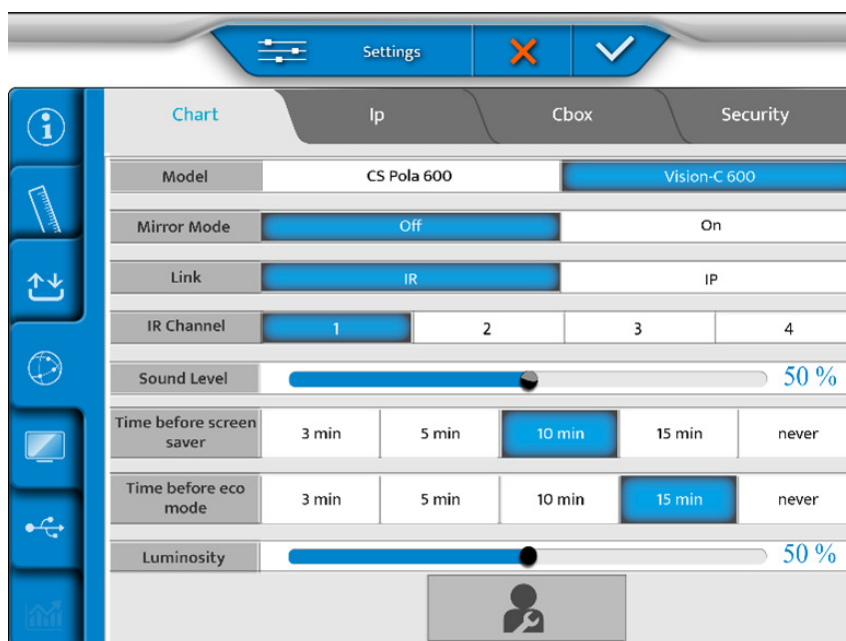 Settings
Chart Ip Cbox Security
Model CS Pola 600 Vision-C 600
Mirror Mode Off On
Link IR IP
IR Channel 1 2 3 4
Sound Level 50 %
Time before screen
saver 3 min 5 min 10 min 15 min never
Time before eco
mode 3 min 5 min 10 min 15 min never
Luminosity 50 %